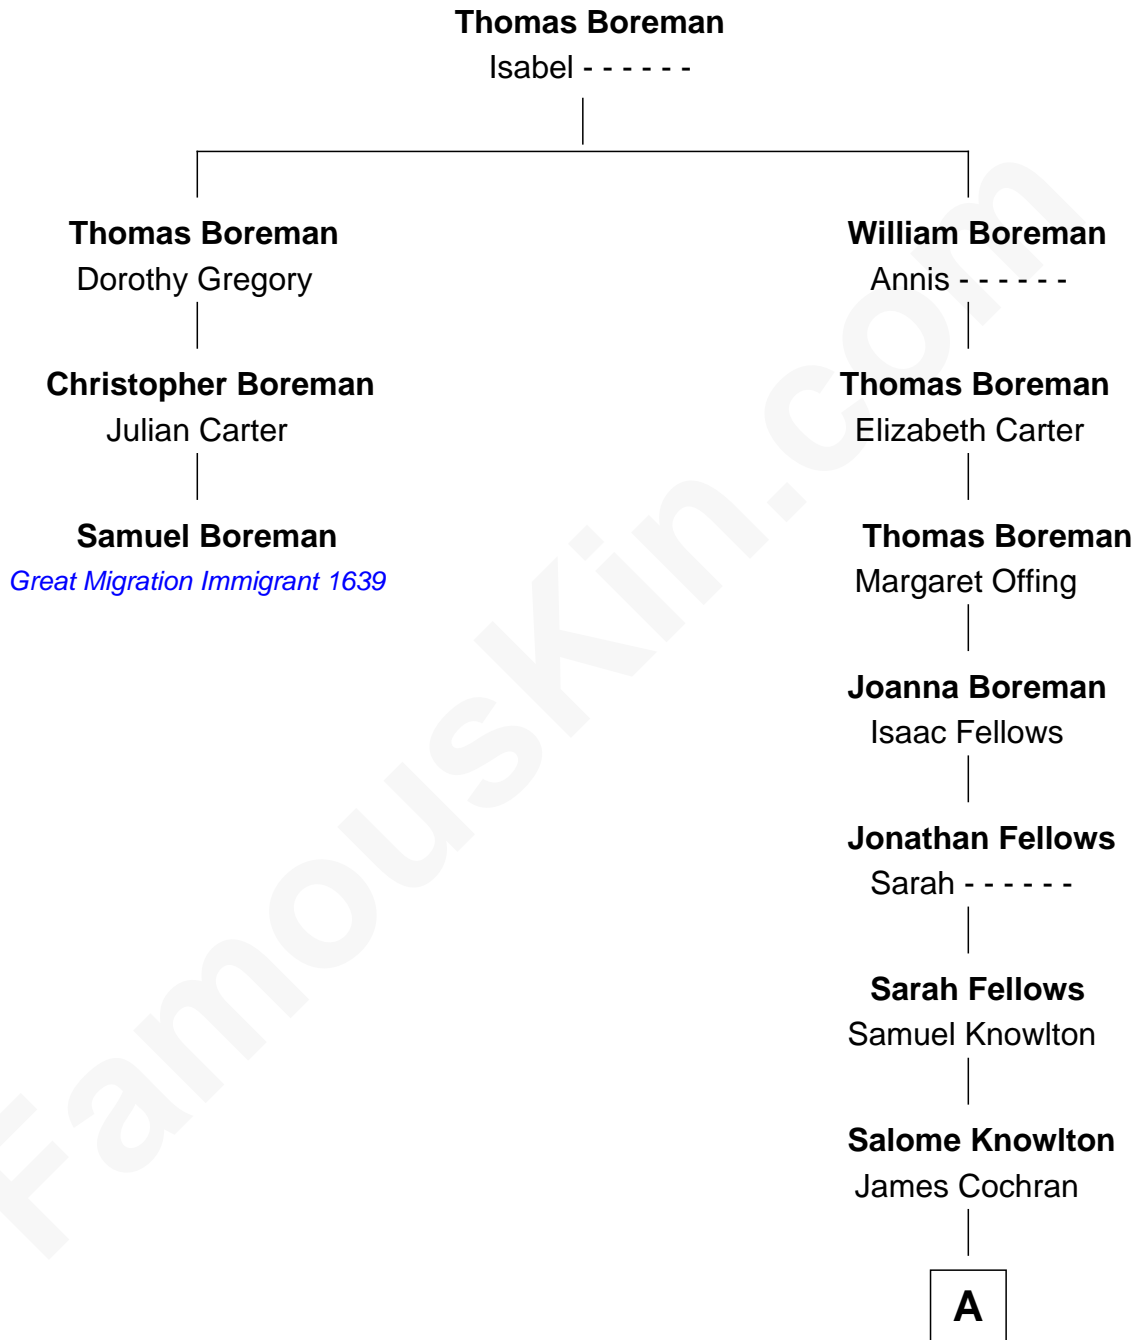 Thomas Boreman
Isabel - - - - - -
Thomas Boreman
Dorothy Gregory
Christopher Boreman
Julian Carter
Samuel Boreman
Great Migration Immigrant 1639
William Boreman
Annis - - - - - -
Thomas Boreman
Elizabeth Carter
Thomas Boreman
Margaret Offing
Joanna Boreman
Isaac Fellows
Jonathan Fellows
Sarah - - - - - -
Sarah Fellows
Samuel Knowlton
Salome Knowlton
James Cochran
A
FamousKin.com